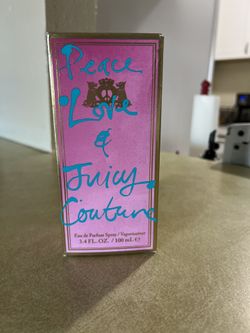 Peace
Love
&
Juicy
Couture
Eau de Parfum Spray / Vaporisateur
3.4 FL. OZ. / 100 mL e